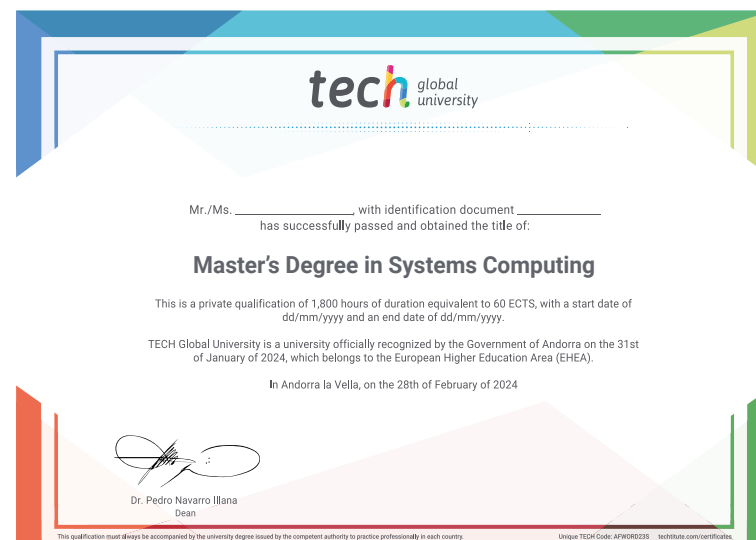 tech global
university
Mr./Ms. ____________, with identification document ____________
has successfully passed and obtained the title of:
Master's Degree in Systems Computing
This is a private qualification of 1,800 hours of duration equivalent to 60 ECTS, with a start date of
dd/mm/yyyy and an end date of dd/mm/yyyy.
TECH Global University is a university officially recognized by the Government of Andorra on the 31st
of January of 2024, which belongs to the European Higher Education Area (EHEA).
In Andorra la Vella, on the 28th of February of 2024
Dr. Pedro Navarro Illana
Dean
This qualification must always be accompanied by the university degree issued by the competent authority to practice professionally in each country.
Unique TECH Code: AFWORD23S techtitute.com/certificates